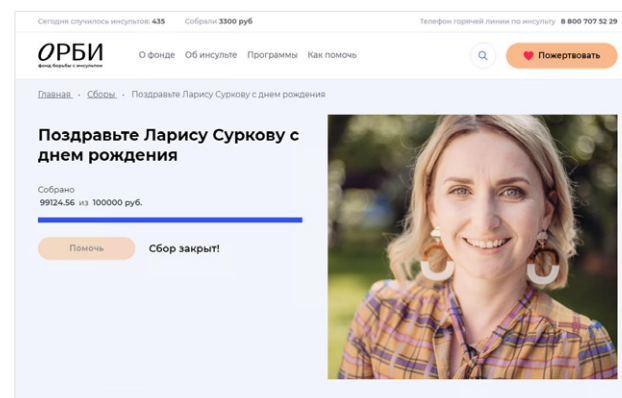 Сегодня случилось инсультов: 435 Собрали 3300 руб Телефон горячей линии по инсульту 8 800 707 52 29
ОРБИ
фонд борьбы с инсультом
О фонде Об инсульте Программы Как помочь
Пожертвовать
Главная · Сборы · Поздравьте Ларису Суркову с днем рождения
Поздравьте Ларису Суркову с
днем рождения
Собрано
99124.56 из 100000 руб.
Помочь Сбор закрыт!